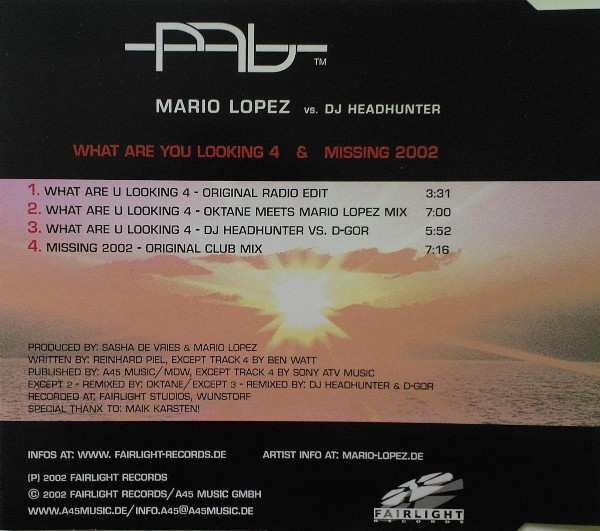 TM
MARIO LOPEZ vs. DJ HEADHUNTER
WHAT ARE YOU LOOKING 4 & MISSING 2002
1. WHAT ARE U LOOKING 4 - ORIGINAL RADIO EDIT 3:31
2. WHAT ARE U LOOKING 4 - OKTANE MEETS MARIO LOPEZ MIX 7:00
3. WHAT ARE U LOOKING 4 - DJ HEADHUNTER VS. D-GOR 5:52
4. MISSING 2002 - ORIGINAL CLUB MIX 7:16
PRODUCED BY: SASHA DE VRIES & MARIO LOPEZ
WRITTEN BY: REINHARD PIEL, EXCEPT TRACK 4 BY BEN WATT
PUBLISHED BY: A45 MUSIC/MDW, EXCEPT TRACK 4 BY SONY ATV MUSIC
EXCEPT 2 - REMIXED BY: OKTANE/EXCEPT 3 - REMIXED BY: DJ HEADHUNTER & D-GOR
RECORDED AT: FAIRLIGHT STUDIOS, WUNSTORF
SPECIAL THANX TO: MAIK KARSTEN!
INFOS AT: WWW. FAIRLIGHT-RECORDS.DE ARTIST INFO AT: MARIO-LOPEZ.DE
(P) 2002 FAIRLIGHT RECORDS
© 2002 FAIRLIGHT RECORDS/A45 MUSIC GMBH
WWW.A45MUSIC.DE/INFO.A45@A45MUSIC.DE
FAIRLIGHT
RECORDS